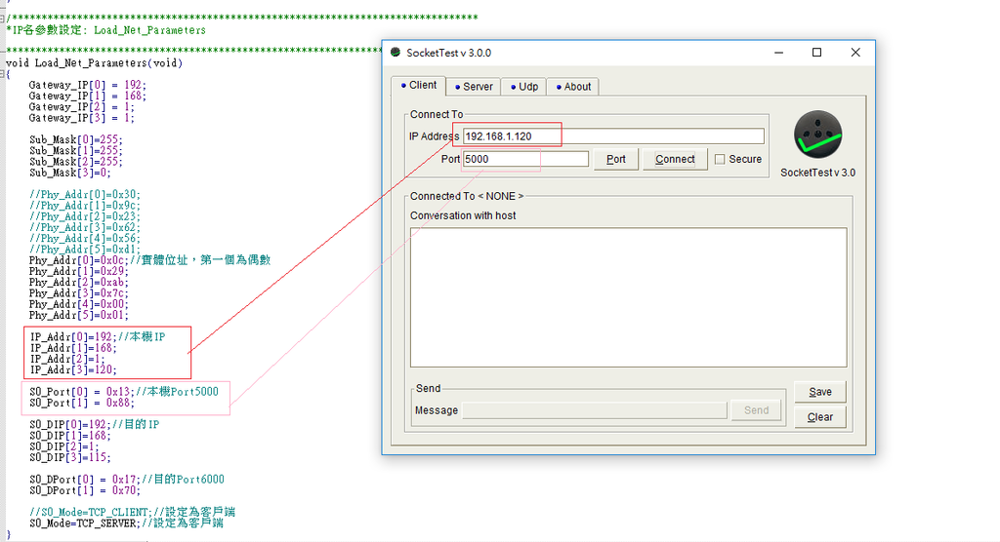 /********************************************************************************
*IP各參數設定: Load_Net_Parameters
void Load_Net_Parameters(void)
{
Gateway_IP[0] = 192;
Gateway_IP[1] = 168;
Gateway_IP[2] = 1;
Gateway_IP[3] = 1;
Sub_Mask[0]=255;
Sub_Mask[1]=255;
Sub_Mask[2]=255;
Sub_Mask[3]=0;
//Phy_Addr[0]=0x30;
//Phy_Addr[1]=0x9c;
//Phy_Addr[2]=0x23;
//Phy_Addr[3]=0x62;
//Phy_Addr[4]=0x56;
//Phy_Addr[5]=0xd1;
Phy_Addr[0]=0x0c;//實體位址，第一個為偶數
Phy_Addr[1]=0x29;
Phy_Addr[2]=0xab;
Phy_Addr[3]=0x7c;
Phy_Addr[4]=0x00;
Phy_Addr[5]=0x01;
IP_Addr[0]=192;//本機IP
IP_Addr[1]=168;
IP_Addr[2]=1;
IP_Addr[3]=120;
S0_Port[0] = 0x13;//本機Port5000
S0_Port[1] = 0x88;
S0_DIP[0]=192;//目的IP
S0_DIP[1]=168;
S0_DIP[2]=1;
S0_DIP[3]=115;
S0_DPort[0] = 0x17;//目的Port6000
S0_DPort[1] = 0x70;
//S0_Mode=TCP_CLIENT;//設定為客戶端
S0_Mode=TCP_SERVER;//設定為客戶端
}
SocketTest v 3.0.0
Client Server Udp About
Connect To
IP Address 192.168.1.120
Port 5000 Port Connect Secure
SocketTest v 3.0
Connected To < NONE >
Conversation with host
Send
Message Send
Save
Clear